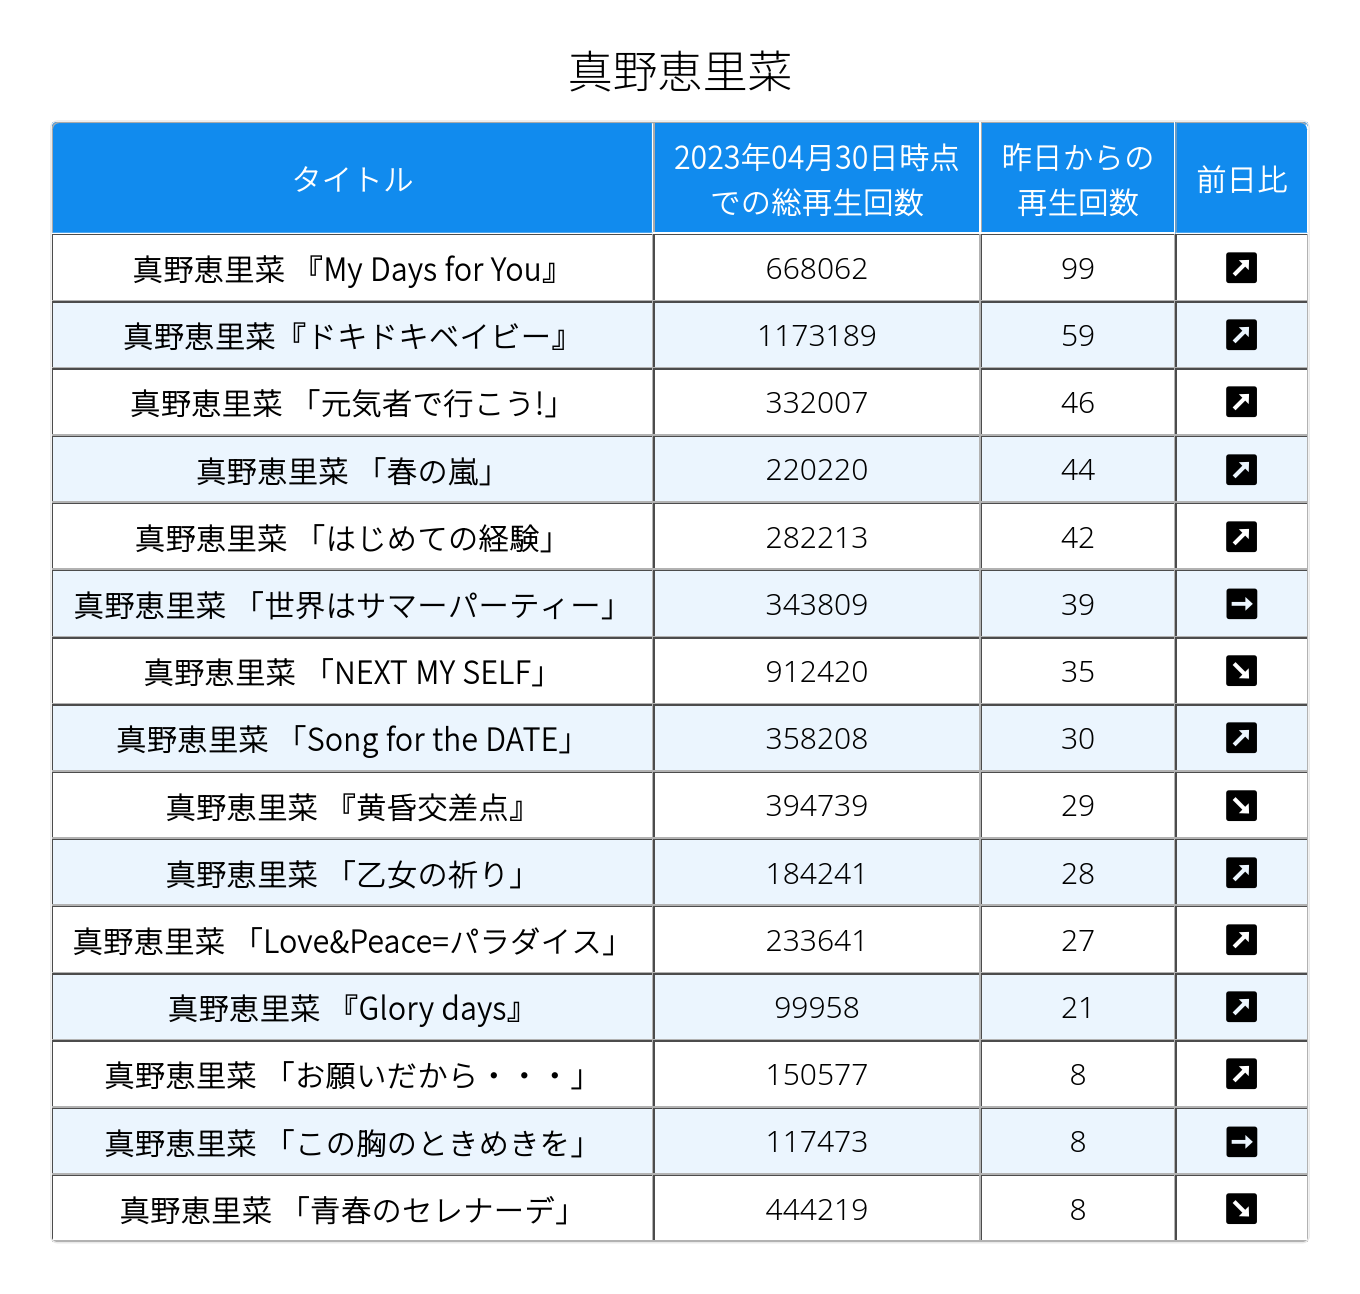 真野恵里菜
タイトル 2023年04月30日時点 昨日からの 前日比
での総再生回数 再生回数
真野恵里菜 『My Days for You』 668062 99 ↗
真野恵里菜『ドキドキベイビー』 1173189 59 ↗
真野恵里菜 「元気者で行こう!」 332007 46 ↗
真野恵里菜 「春の嵐」 220220 44 ↗
真野恵里菜 「はじめての経験」 282213 42 ↗
真野恵里菜 「世界はサマーパーティー」 343809 39 →
真野恵里菜 「NEXT MY SELF」 912420 35 ↘
真野恵里菜 「Song for the DATE」 358208 30 ↗
真野恵里菜 『黄昏交差点』 394739 29 ↘
真野恵里菜 「乙女の祈り」 184241 28 ↗
真野恵里菜 「Love&Peace=パラダイス」 233641 27 ↗
真野恵里菜 『Glory days』 99958 21 ↗
真野恵里菜 「お願いだから・・・」 150577 8 ↗
真野恵里菜 「この胸のときめきを」 117473 8 →
真野恵里菜 「青春のセレナーデ」 444219 8 ↘